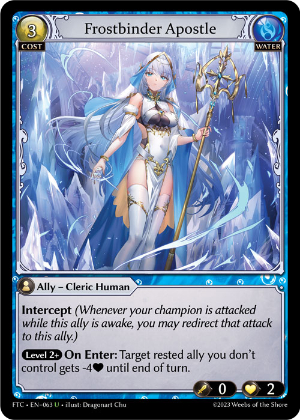 3
Frostbinder Apostle
COST
WATER
Ally – Cleric Human
Intercept (Whenever your champion is attacked
while this ally is awake, you may redirect that attack
to this ally.)
Level 2+ On Enter: Target rested ally you don't
control gets -4♥ until end of turn.
0
2
FTC • EN-063 U • illust: Dragonart Chu
©2023 Weebs of the Shore